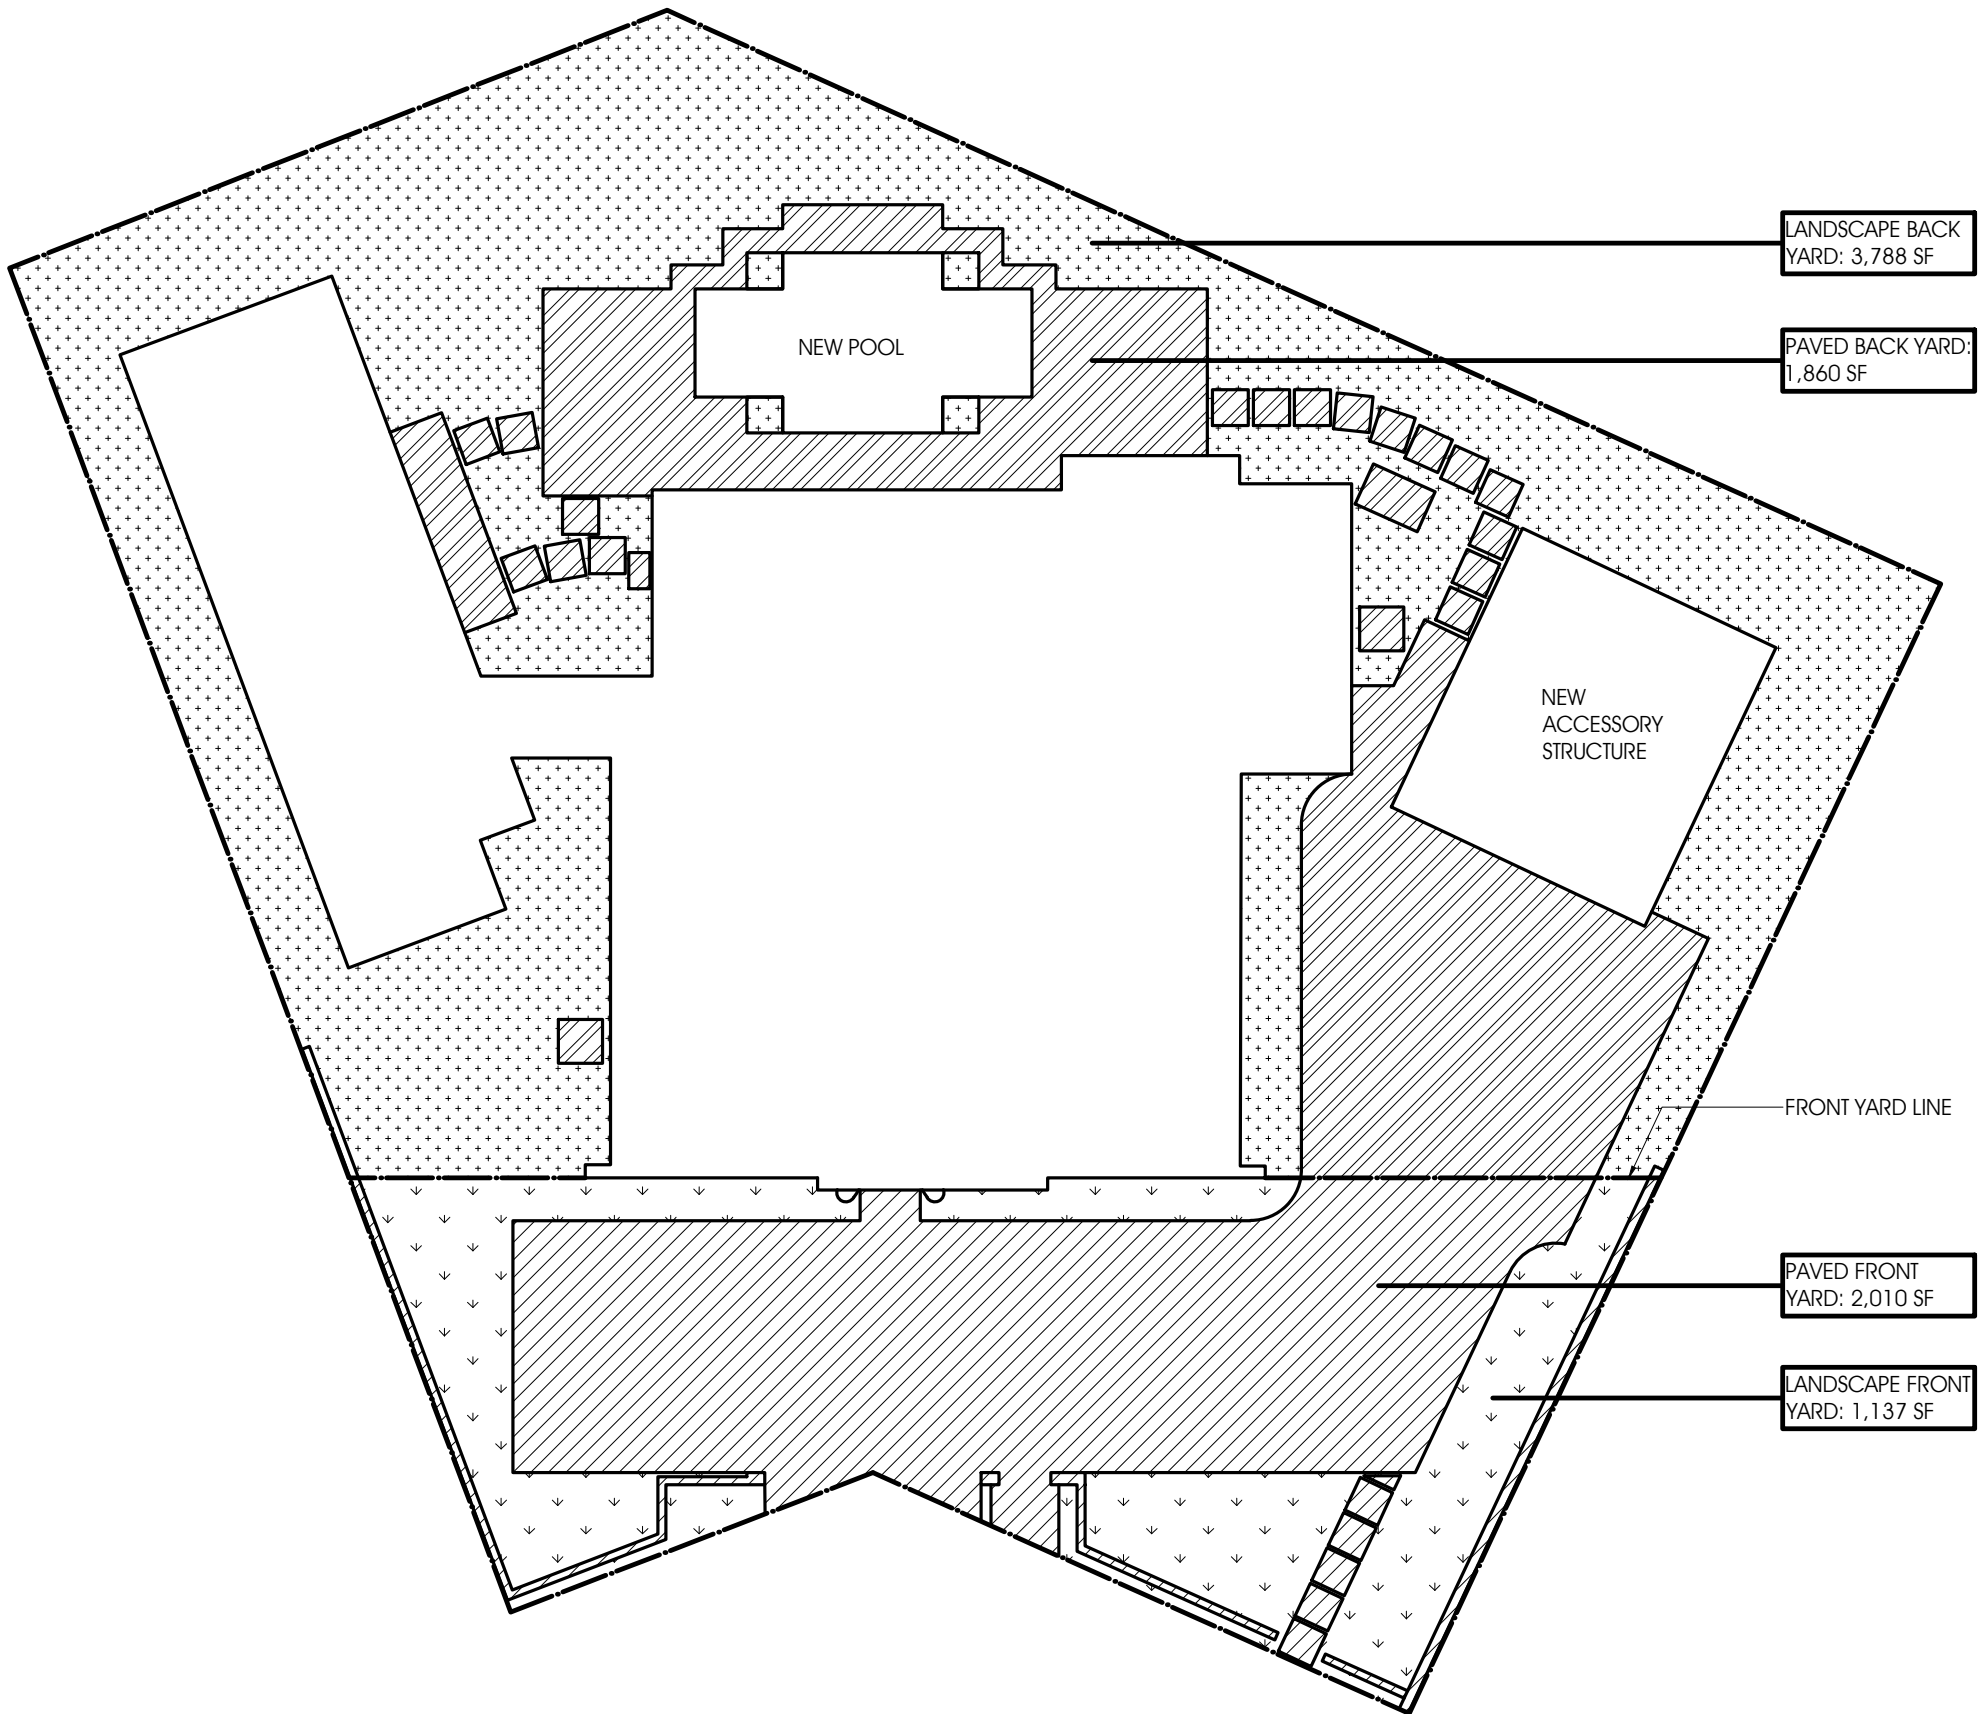 LANDSCAPE BACK
YARD: 3,788 SF
NEW POOL
PAVED BACK YARD:
1,860 SF
NEW
ACCESSORY
STRUCTURE
FRONT YARD LINE
PAVED FRONT
YARD: 2,010 SF
LANDSCAPE FRONT
YARD: 1,137 SF